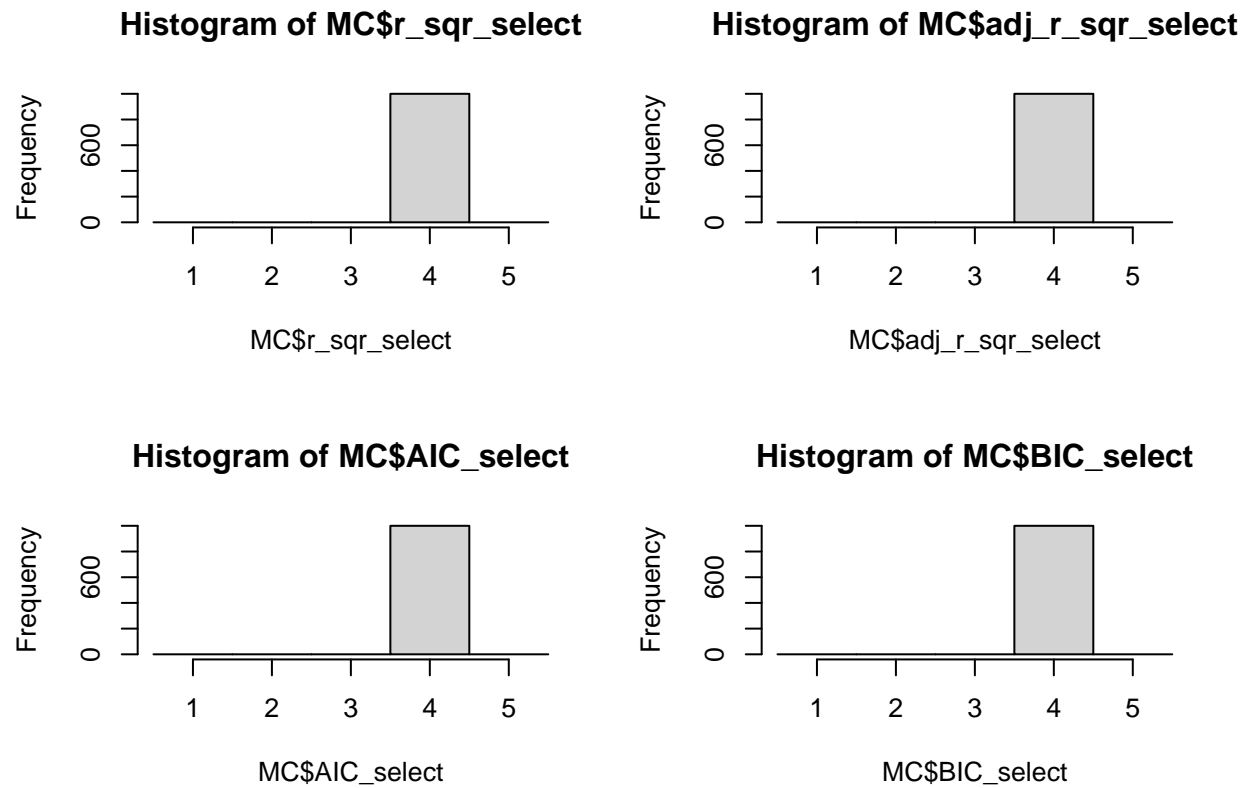 Histogram of MC$r_sqr_select
Frequency
600
0
1 2 3 4 5
MC$r_sqr_select
Histogram of MC$adj_r_sqr_select
Frequency
600
0
1 2 3 4 5
MC$adj_r_sqr_select
Histogram of MC$AIC_select
Frequency
600
0
1 2 3 4 5
MC$AIC_select
Histogram of MC$BIC_select
Frequency
600
0
1 2 3 4 5
MC$BIC_select